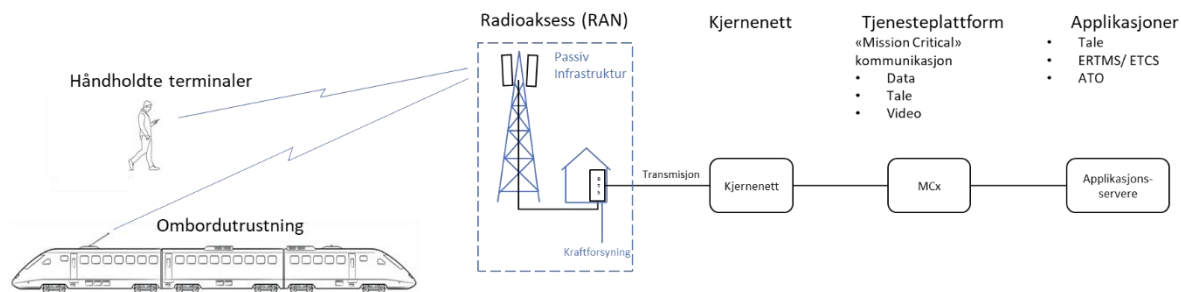 Radioaksess (RAN)
Kjernenett
Tjenesteplattform
Applikasjoner
Passiv
Infrastruktur
«Mission Critical»
kommunikasjon
• Data
• Tale
• Video
• Tale
• ERTMS/ ETCS
• ATO
Håndholdte terminaler
Ombordutrustning
BTS
Transmisjon
Kjernenett
MCx
Applikasjons-
servere
Kraftforsyning